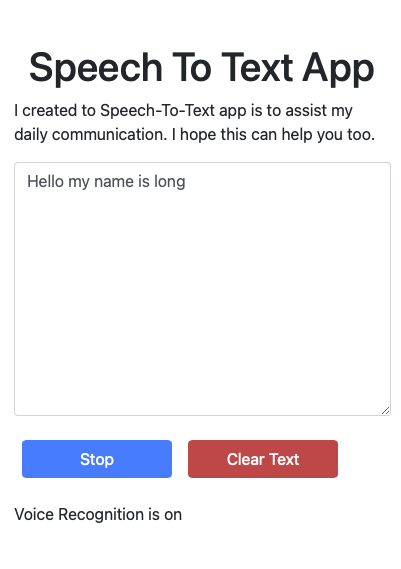 Speech To Text App
I created to Speech-To-Text app is to assist my
daily communication. I hope this can help you too.
Hello my name is long
Stop
Clear Text
Voice Recognition is on